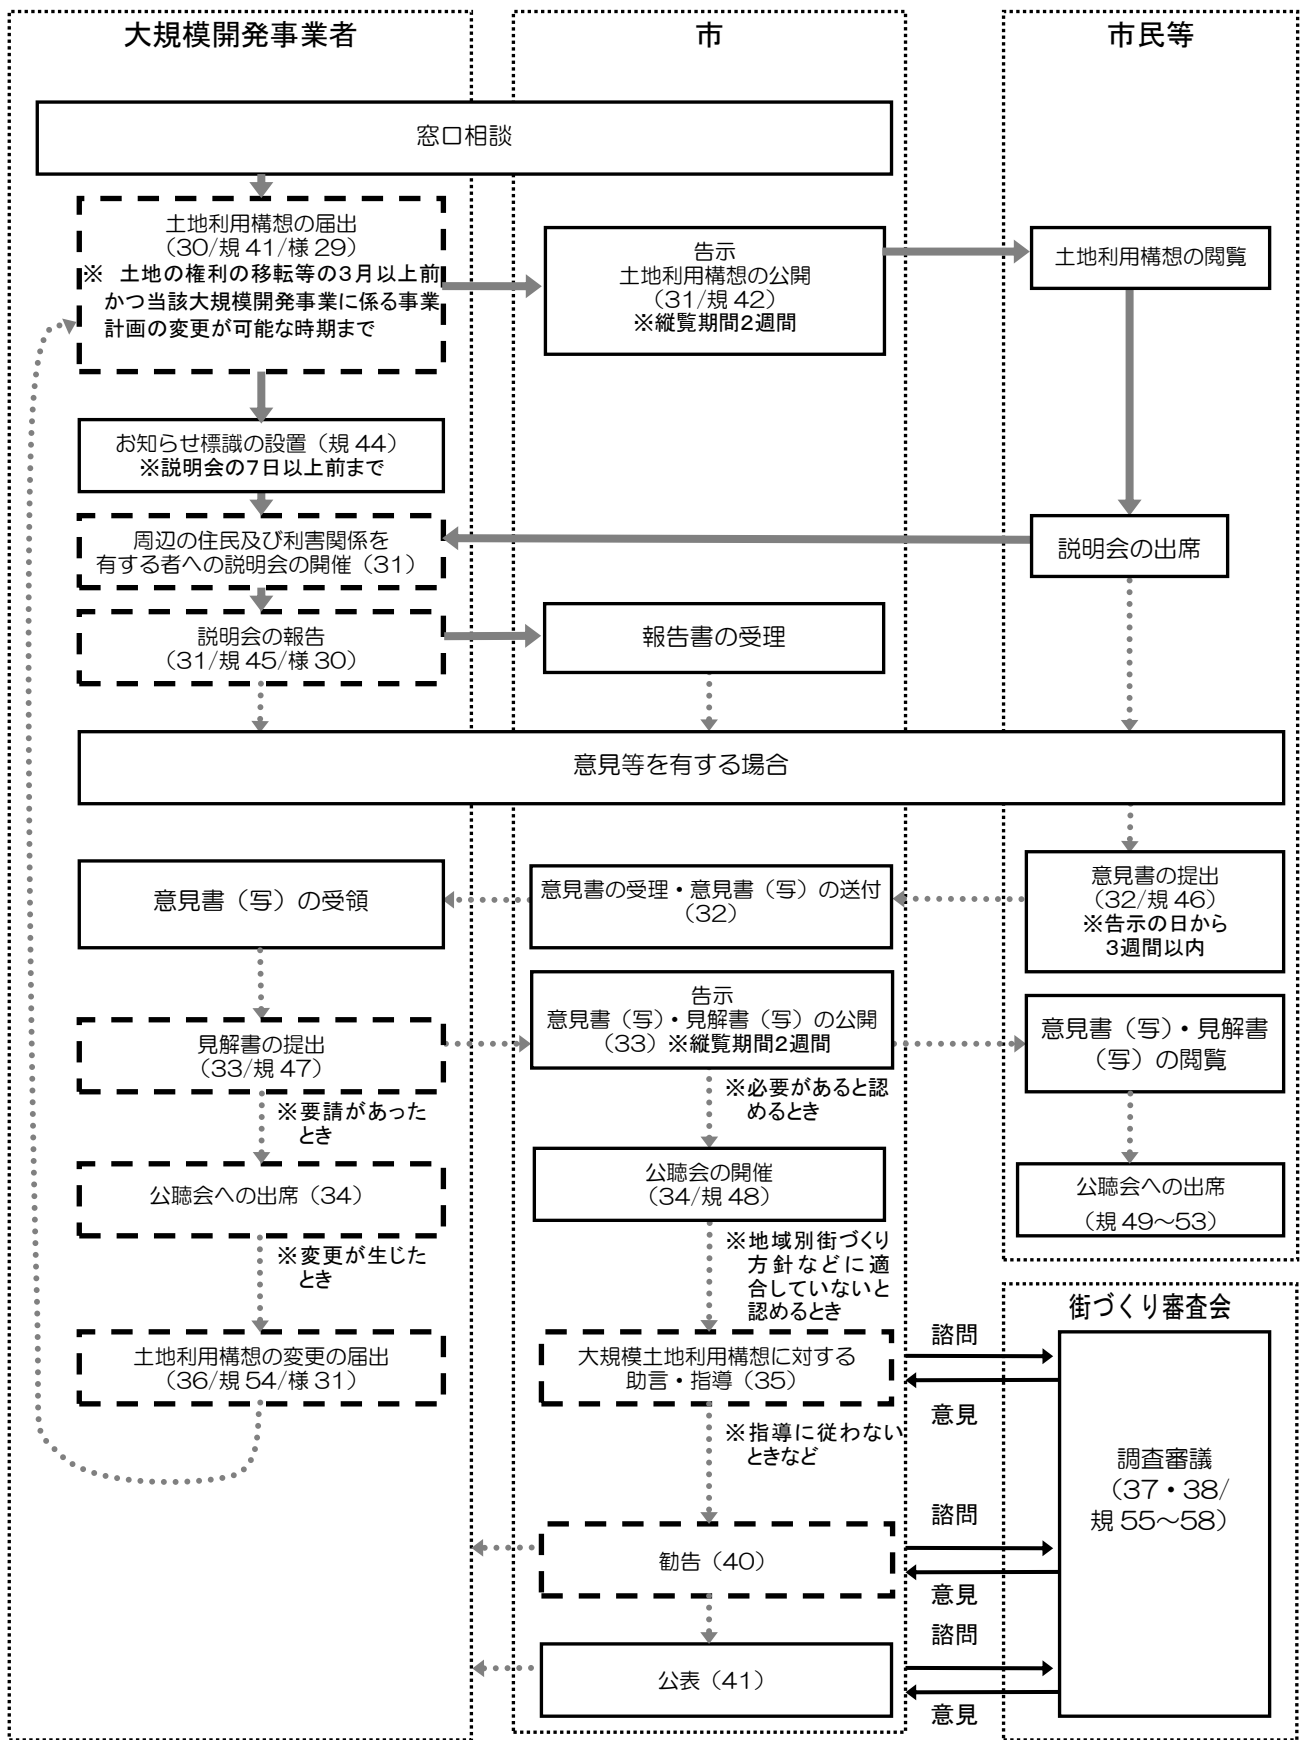 大規模開発事業者
市
市民等
窓口相談
土地利用構想の届出
(30/規 41/様 29)
※ 土地の権利の移転等の3月以上前
かつ当該大規模開発事業に係る事業
計画の変更が可能な時期まで
告示
土地利用構想の公開
(31/規 42)
※縦覧期間2週間
土地利用構想の閲覧
お知らせ標識の設置（規 44）
※説明会の7日以上前まで
周辺の住民及び利害関係を
有する者への説明会の開催（31）
説明会の出席
説明会の報告
（31/規 45/様 30）
報告書の受理
意見等を有する場合
意見書（写）の受領
意見書の受理・意見書（写）の送付
（32）
意見書の提出
（32/規 46）
※告示の日から
3週間以内
見解書の提出
（33/規 47）
告示
意見書（写）・見解書（写）の公開
（33）※縦覧期間2週間
意見書（写）・見解書
（写）の閲覧
※要請があった
とき
※必要があると認
めるとき
公聴会への出席（34）
公聴会の開催
（34/規 48）
公聴会への出席
（規 49～53）
※変更が生じた
とき
※地域別街づくり
方針などに適
合していないと
認めるとき
街づくり審査会
土地利用構想の変更の届出
（36/規 54/様 31）
大規模土地利用構想に対する
助言・指導（35）
諮問
意見
※指導に従わない
ときなど
調査審議
（37・38/
規 55～58）
勧告（40）
諮問
意見
公表（41）
諮問
意見